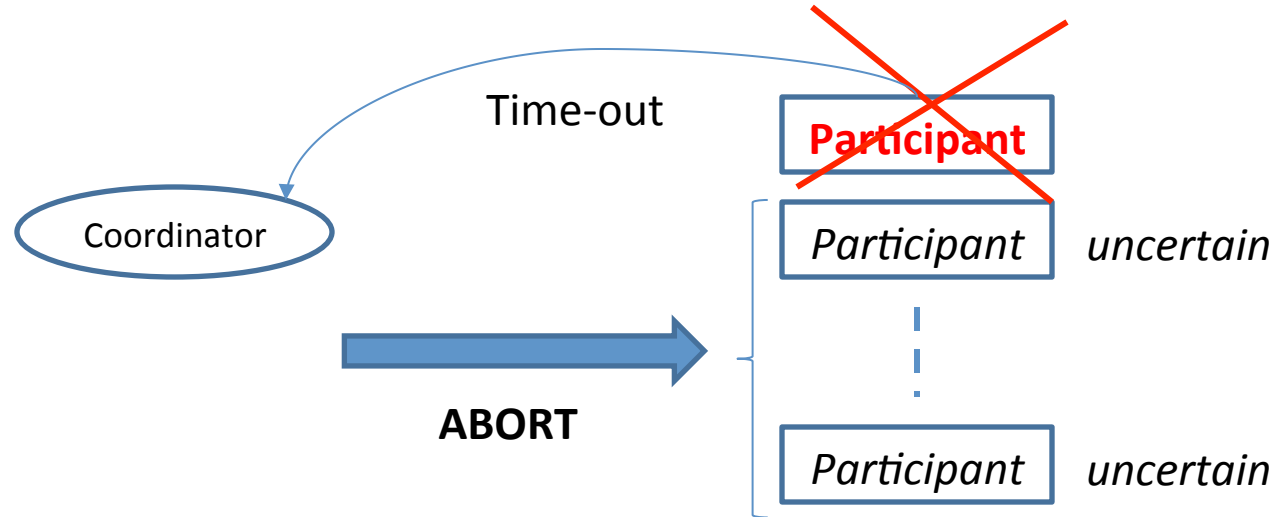 Time-out
Participant
Coordinator
Participant uncertain
ABORT
Participant uncertain